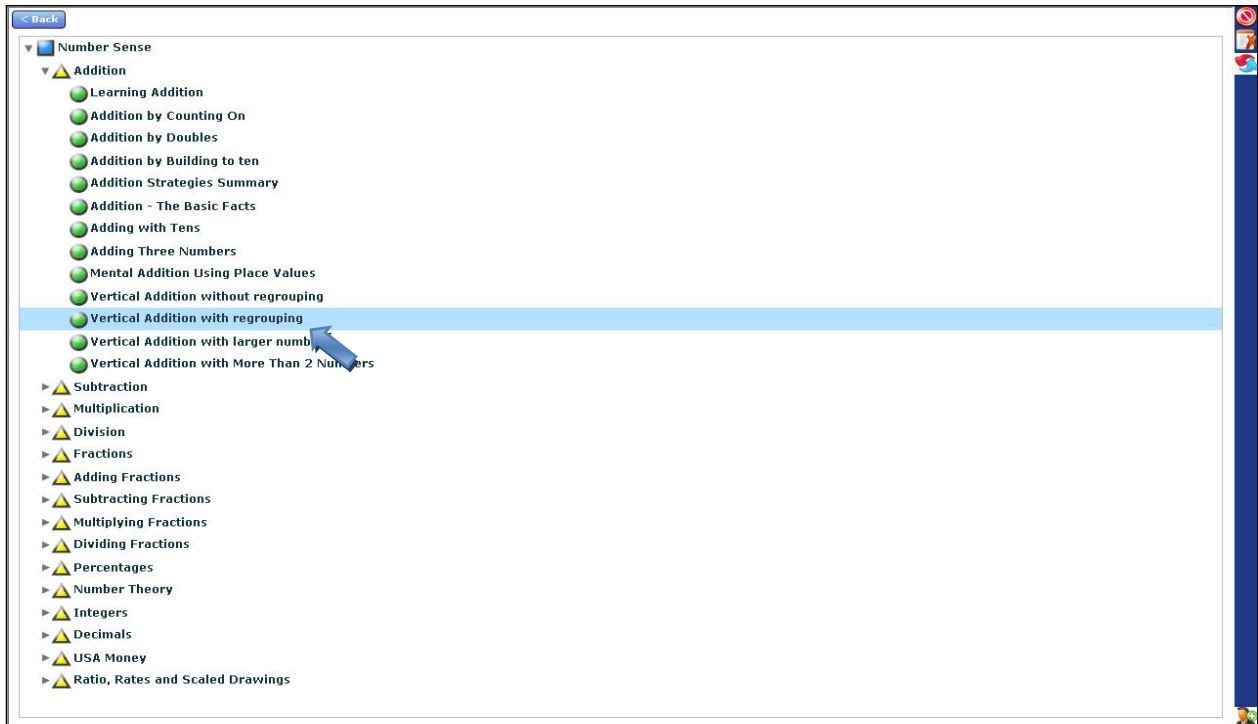 < Back
Number Sense
Addition
Learning Addition
Addition by Counting On
Addition by Doubles
Addition by Building to ten
Addition Strategies Summary
Addition - The Basic Facts
Adding with Tens
Adding Three Numbers
Mental Addition Using Place Values
Vertical Addition without regrouping
Vertical Addition with regrouping
Vertical Addition with larger
Vertical Addition with More Than 2 Numbers
Subtraction
Multiplication
Division
Fractions
Adding Fractions
Subtracting Fractions
Multiplying Fractions
Dividing Fractions
Percentages
Number Theory
Integers
Decimals
USA Money
Ratio, Rates and Scaled Drawings